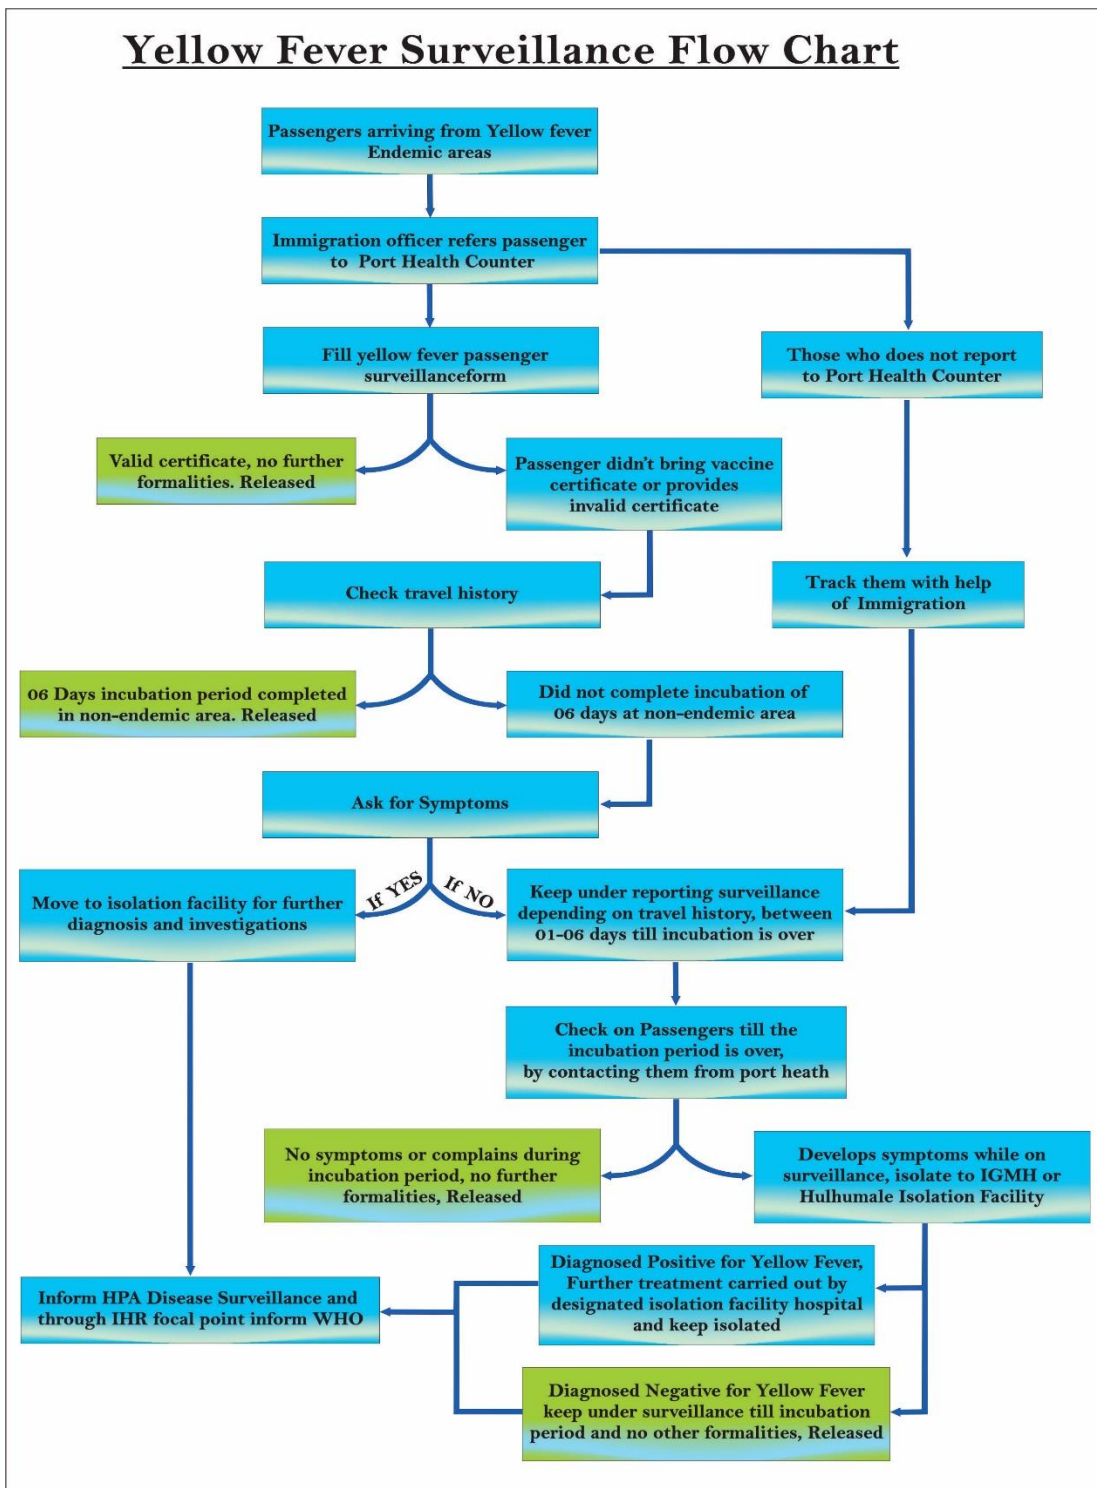 Yellow Fever Surveillance Flow Chart
Passengers arriving from Yellow fever
Endemic areas
Immigration officer refers passenger
to Port Health Counter
Fill yellow fever passenger
surveillanceform
Those who does not report
to Port Health Counter
Valid certificate, no further
formalities. Released
Passenger didn't bring vaccine
certificate or provides
invalid certificate
Check travel history
Track them with help
of Immigration
06 Days incubation period completed
in non-endemic area. Released
Did not complete incubation of
06 days at non-endemic area
Ask for Symptoms
If YES
If NO
Move to isolation facility for further
diagnosis and investigations
Keep under reporting surveillance
depending on travel history, between
01-06 days till incubation is over
Check on Passengers till the
incubation period is over,
by contacting them from port heath
No symptoms or complains during
incubation period, no further
formalities, Released
Develops symptoms while on
surveillance, isolate to IGMH or
Hulhumale Isolation Facility
Diagnosed Positive for Yellow Fever,
Further treatment carried out by
designated isolation facility hospital
and keep isolated
Inform HPA Disease Surveillance and
through IHR focal point inform WHO
Diagnosed Negative for Yellow Fever
keep under surveillance till incubation
period and no other formalities, Released